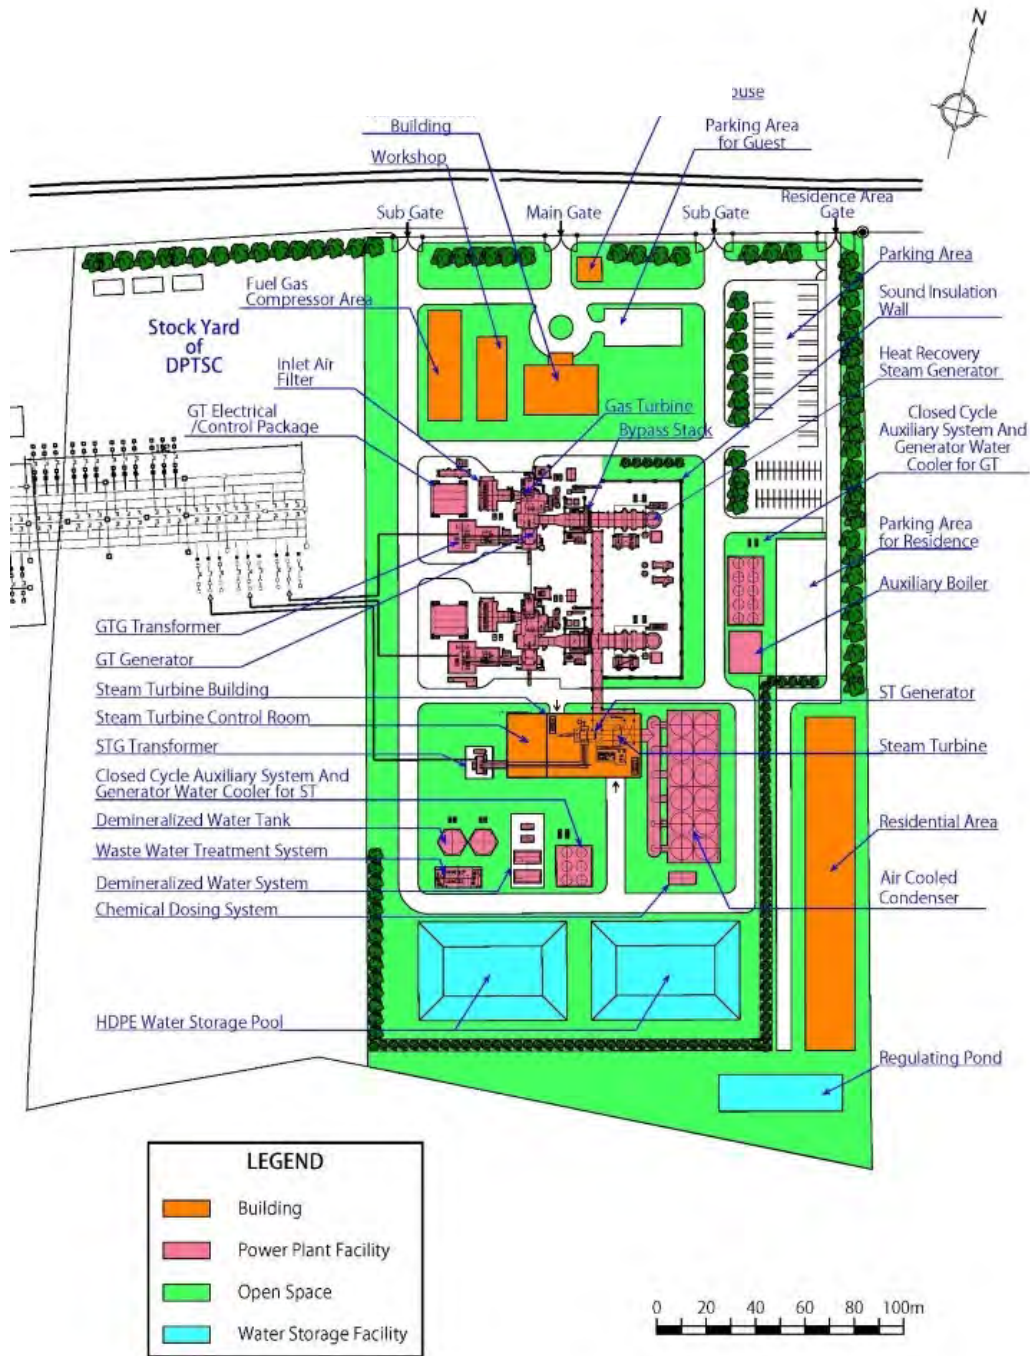 N
Building
Parking Area
for Guest
Workshop
Sub Gate
Main Gate
Sub Gate
Residence Area
Gate
Parking Area
Fuel Gas
Compressor Area
Sound Insulation
Wall
Stock Yard
of
DPTSC
Inlet Air
Filter
Heat Recovery
Steam Generator
GT Electrical
/Control Package
Gas Turbine
Bypass Stack
Closed Cycle
Auxiliary System And
Generator Water
Cooler for GT
Parking Area
for Residence
Auxiliary Boiler
GTG Transformer
GT Generator
Steam Turbine Building
ST Generator
Steam Turbine Control Room
STG Transformer
Steam Turbine
Closed Cycle Auxiliary System And
Generator Water Cooler for ST
Demineralized Water Tank
Residential Area
Waste Water Treatment System
Demineralized Water System
Air Cooled
Condenser
Chemical Dosing System
HDPE Water Storage Pool
Regulating Pond
LEGEND
Building
Power Plant Facility
Open Space
Water Storage Facility
0 20 40 60 80 100m